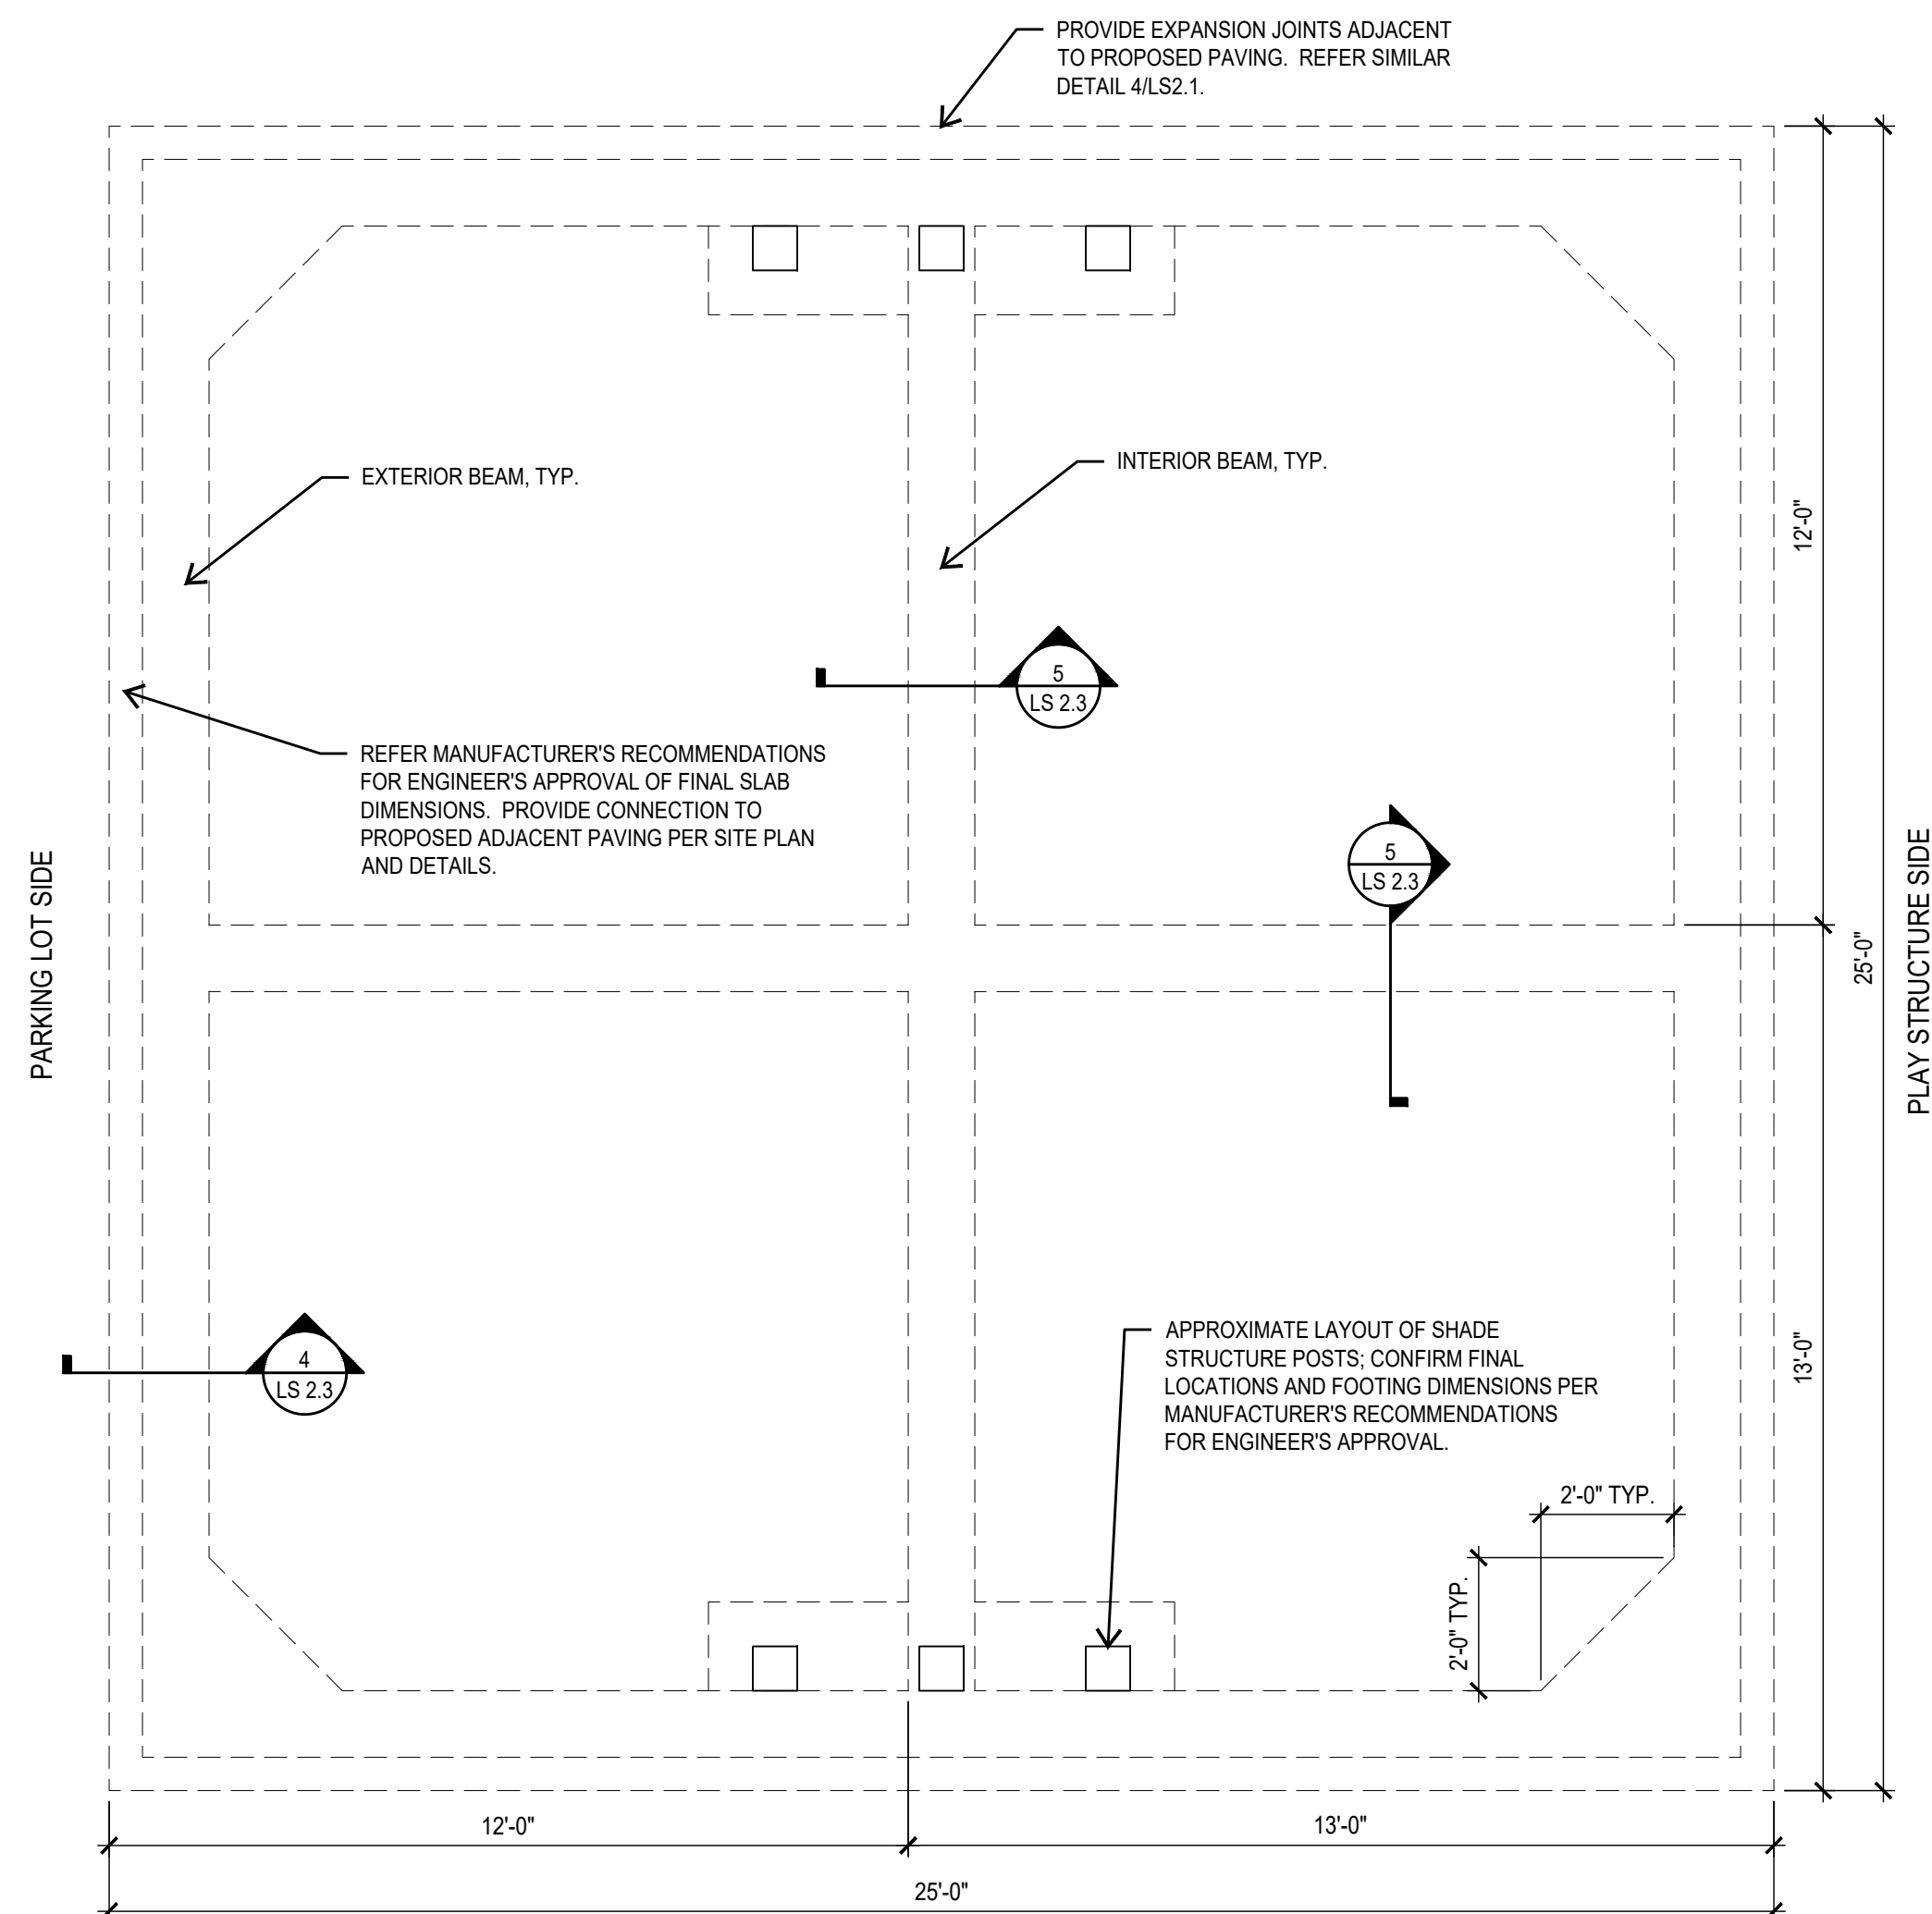 PROVIDE EXPANSION JOINTS ADJACENT
TO PROPOSED PAVING.  REFER SIMILAR
DETAIL 4/LS2.1.
EXTERIOR BEAM, TYP.
INTERIOR BEAM, TYP.
12'-0"
5
LS 2.3
REFER MANUFACTURER'S RECOMMENDATIONS
FOR ENGINEER'S APPROVAL OF FINAL SLAB
DIMENSIONS.  PROVIDE CONNECTION TO
PROPOSED ADJACENT PAVING PER SITE PLAN
AND DETAILS.
5
LS 2.3
PARKING LOT SIDE
25'-0"
PLAY STRUCTURE SIDE
4
LS 2.3
APPROXIMATE LAYOUT OF SHADE
STRUCTURE POSTS; CONFIRM FINAL
LOCATIONS AND FOOTING DIMENSIONS PER
MANUFACTURER'S RECOMMENDATIONS
FOR ENGINEER'S APPROVAL.
13'-0"
2'-0" TYP.
2'-0" TYP.
12'-0"
13'-0"
25'-0"